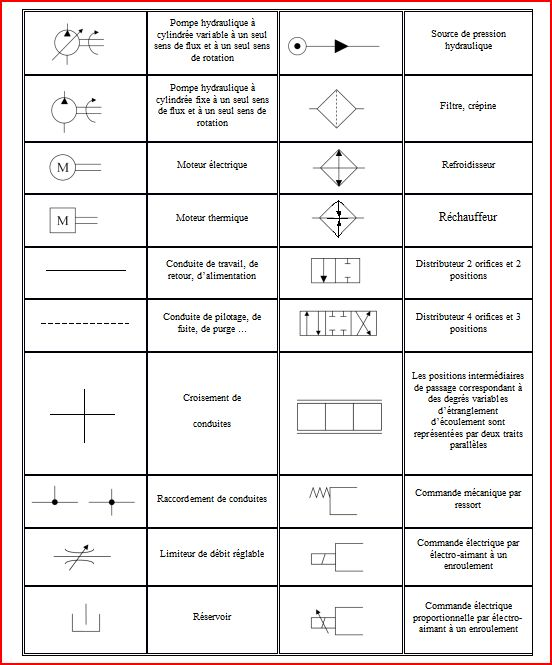 Pompe hydraulique à
cylindrée variable à un seul
sens de flux et à un seul sens
de rotation
Source de pression
hydraulique
Pompe hydraulique à
cylindrée fixe à un seul sens
de flux et à un seul sens de
rotation
Filtre, crépine
M
Moteur électrique
Refroidisseur
M
Moteur thermique
Réchauffeur
Conduite de travail, de
retour, d’alimentation
Distributeur 2 orifices et 2
positions
Conduite de pilotage, de
fuite, de purge ...
Distributeur 4 orifices et 3
positions
Croisement de
conduites
Les positions intermédiaires
de passage correspondant à
des degrés variables
d’étranglement
d’écoulement sont
représentées par deux traits
parallèles
Raccordement de conduites
Commande mécanique par
ressort
Limiteur de débit réglable
Commande électrique par
électro-aimant à un
enroulement
Réservoir
Commande électrique
proportionnelle par électro-
aimant à un enroulement